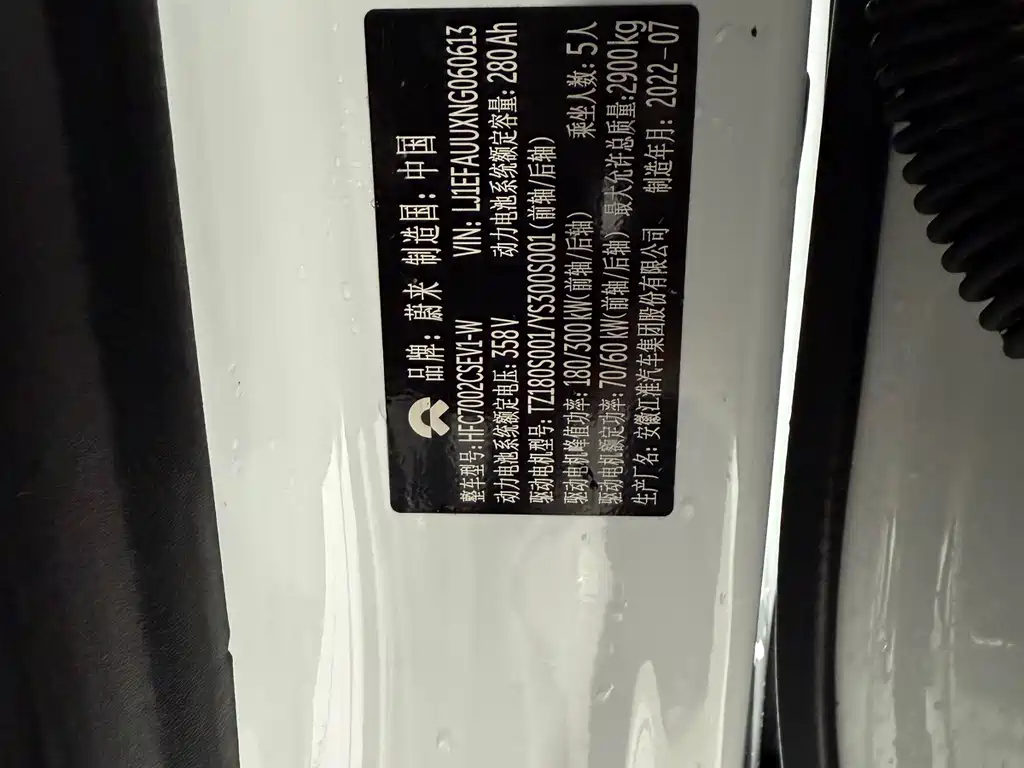 品牌: 蔚来 制造国: 中国
整车型号: HFC7002CSEV1-W VIN: LJ1EFAUUXNG060613
动力电池系统额定电压: 358V 动力电池系统额定容量: 280Ah
驱动电机型号: TZ180S001/YS300S001(前轴/后轴)
驱动电机峰值功率: 180/300kW(前轴/后轴) 乘坐人数: 5人
驱动电机额定功率: 70/60kW(前轴/后轴) 最大允许总质量: 2900kg
生产厂名: 安徽江淮汽车集团股份有限公司 制造年月: 2022-07